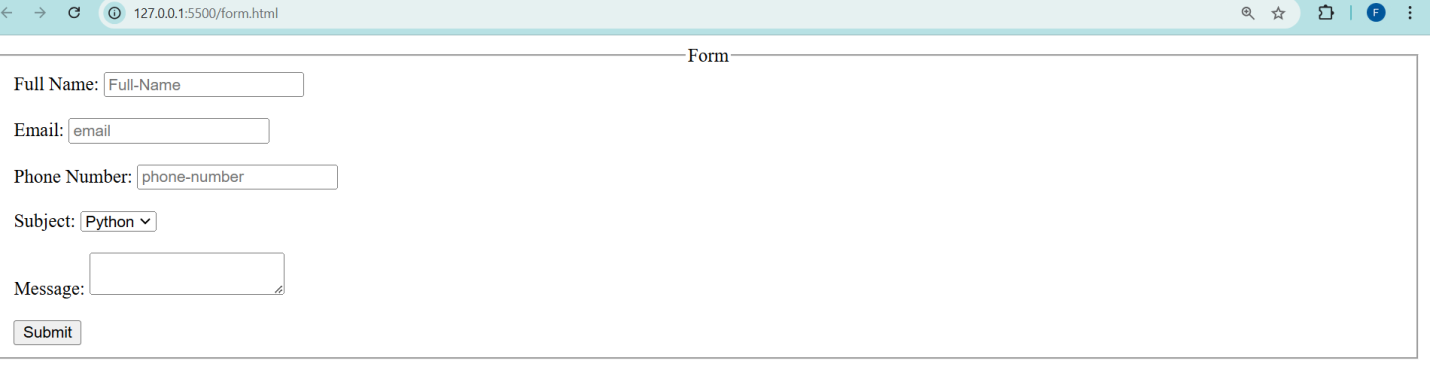 127.0.0.1:5500/form.html
F
Form
Full Name: Full-Name
Email: email
Phone Number: phone-number
Subject: Python
Message:
Submit